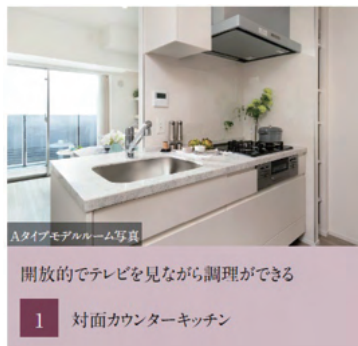 Aタイプモデルルーム写真
開放的でテレビを見ながら調理ができる
1 対面カウンターキッチン